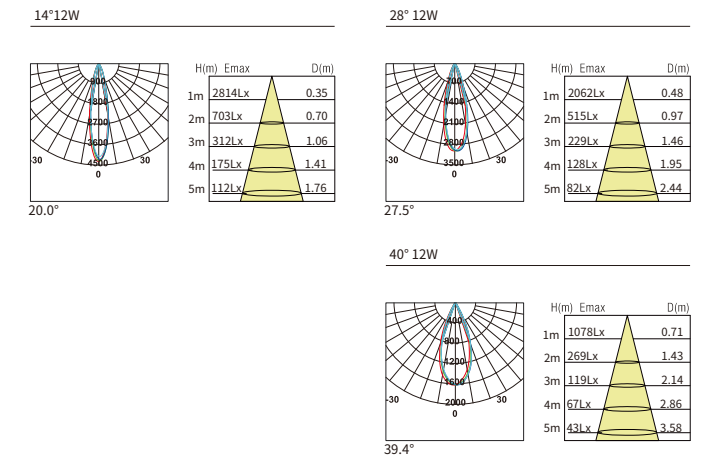 14°12W
H(m) Emax D(m)
900
1800
2700
3600
4500
-30 30
0
1m 2814Lx 0.35
2m 703Lx 0.70
3m 312Lx 1.06
4m 175Lx 1.41
5m 112Lx 1.76
20.0°
28° 12W
H(m) Emax D(m)
700
1400
2100
2800
3500
-30 30
0
1m 2062Lx 0.48
2m 515Lx 0.97
3m 229Lx 1.46
4m 128Lx 1.95
5m 82Lx 2.44
27.5°
40° 12W
H(m) Emax D(m)
400
800
1200
1600
2000
-30 30
0
1m 1078Lx 0.71
2m 269Lx 1.43
3m 119Lx 2.14
4m 67Lx 2.86
5m 43Lx 3.58
39.4°